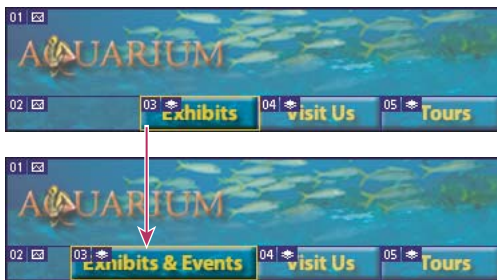 01
AQUARIUM
02 03 Exhibits 04 Visit Us 05 Tours
01
AQUARIUM
02 03 Exhibits & Events 04 Visit Us 05 Tours